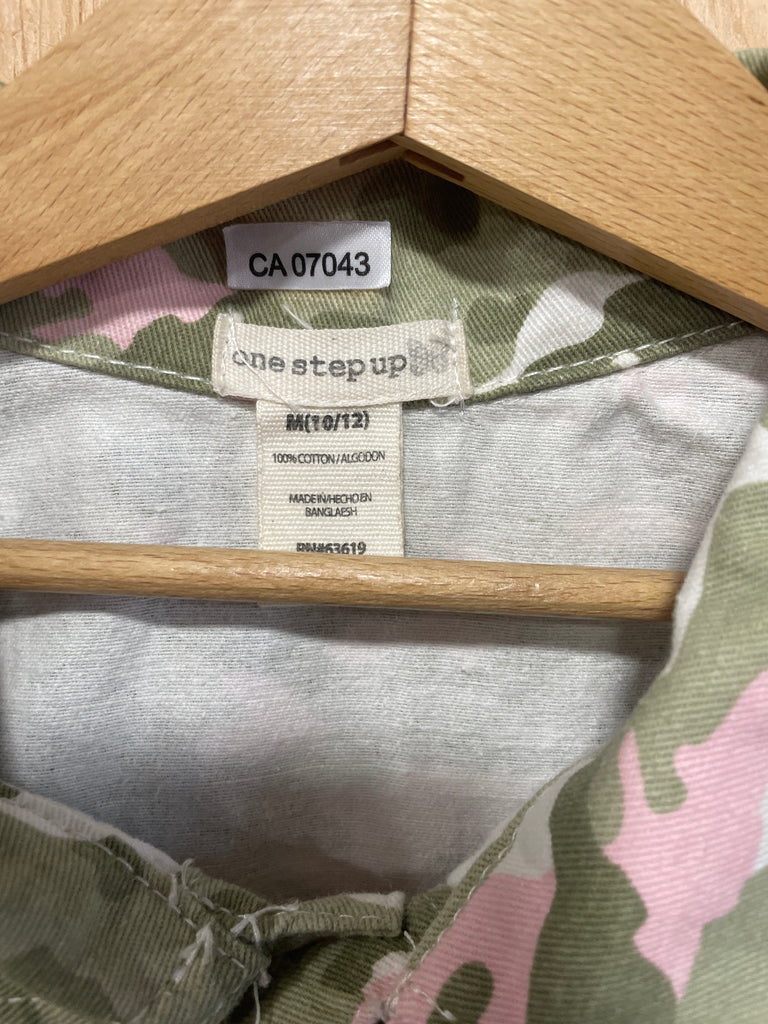 CA 07043
one step up
M(10/12)
100% COTTON / ALGODON
MADE IN/HECHO EN
BANGLAESH
RN#63619